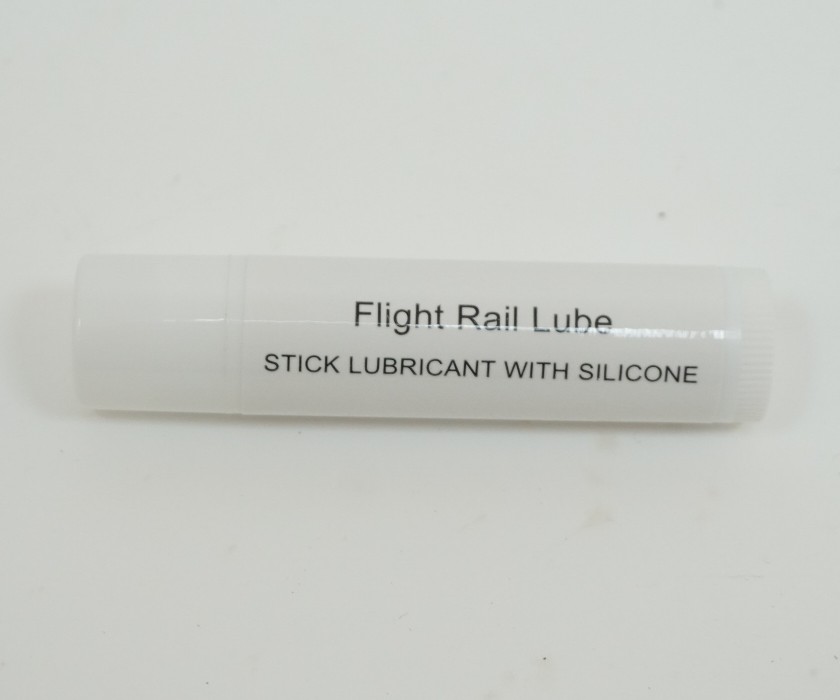 Flight Rail Lube
STICK LUBRICANT WITH SILICONE